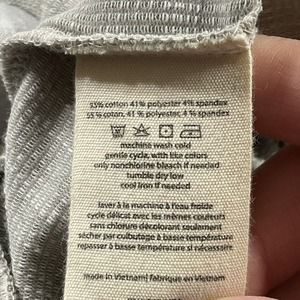 55% cotton 41% polyester 4% spandex
55 % coton, 41 % polyester, 4 % spandex
machine wash cold
gentle cycle, with like colors
only nonchlorine bleach if needed
tumble dry low
cool iron if needed
laver à la machine à l'eau froide
cycle délicat avec les mêmes couleurs
sans chlorure décolorant seulement
sécher par culbutage à basse température
repasser à basse température si nécessaire
made in Vietnam| fabrique en Vietnam